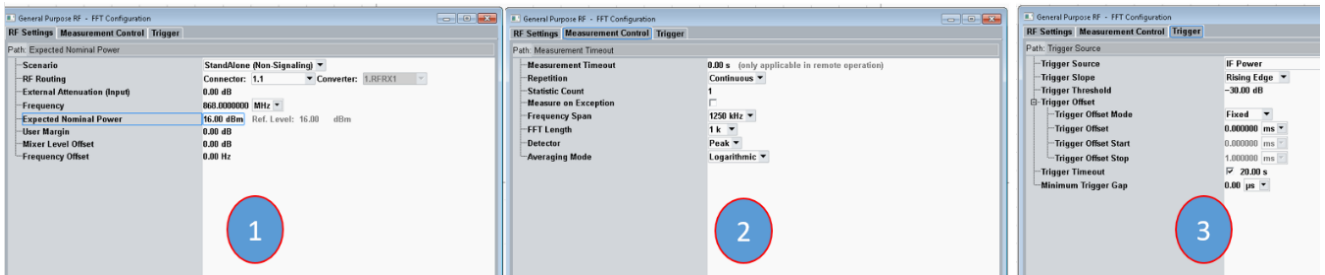 General Purpose RF - FFT Configuration
RF Settings Measurement Control Trigger
Path: Expected Nominal Power
Scenario StandAlone (Non-Signaling)
RF Routing Connector: 1.1 Converter: 1.RFRX1
External Attenuation (Input) 0.00 dB
Frequency 868.0000000 MHz
Expected Nominal Power 16.00 dBm Ref. Level: 16.00 dBm
User Margin 0.00 dB
Mixer Level Offset 0.00 dB
Frequency Offset 0.00 Hz
1
General Purpose RF - FFT Configuration
RF Settings Measurement Control Trigger
Path: Measurement Timeout
Measurement Timeout 0.00 s (only applicable in remote operation)
Repetition Continuous
Statistic Count 1
Measure on Exception
Frequency Span 1250 kHz
FFT Length 1 k
Detector Peak
Averaging Mode Logarithmic
2
General Purpose RF - FFT Configuration
RF Settings Measurement Control Trigger
Path: Trigger Source
Trigger Source IF Power
Trigger Slope Rising Edge
Trigger Threshold -30.00 dB
Trigger Offset
Trigger Offset Mode Fixed
Trigger Offset 0.000000 ms
Trigger Offset Start 0.000000 ms
Trigger Offset Stop 1.000000 ms
Trigger Timeout 20.00 s
Minimum Trigger Gap 0.00 µs
3